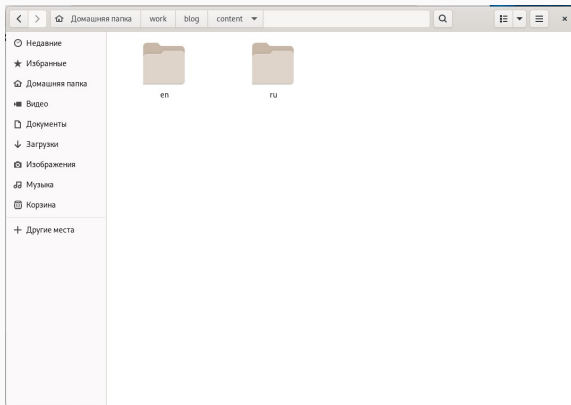 Домашняя папка work blog content
Недавние
Избранные
Домашняя папка
Видео
Документы
Загрузки
Изображения
Музыка
Корзина
Другие места
en ru